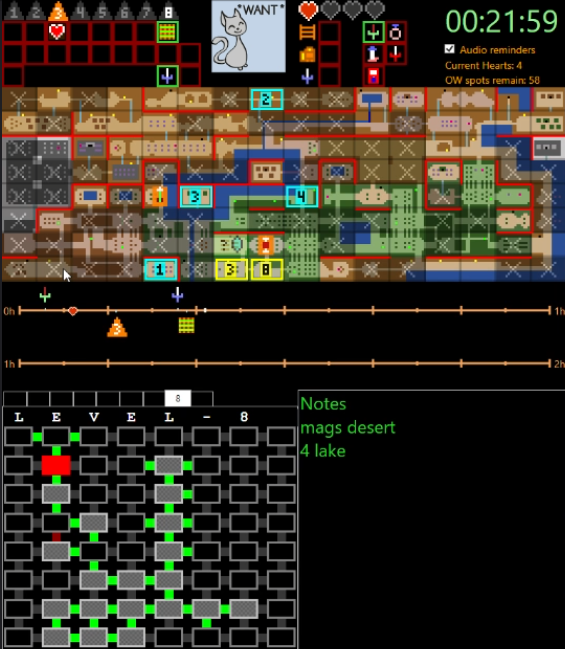 1 2 3 4 5 6 7 8
*WANT*
00:21:59
Audio reminders
Current Hearts: 4
OW spots remain: 58
2
3
4
1
3
8
0h
1h
3
1h
2h
8
L E V E L - 8
Notes
mags desert
4 lake